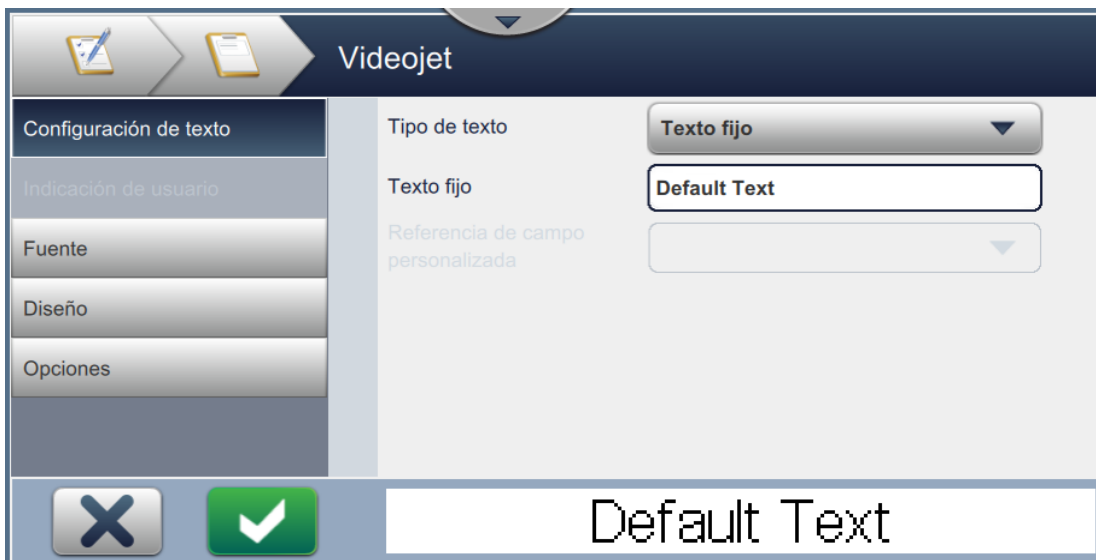 Videojet
Configuración de texto
Indicación de usuario
Fuente
Diseño
Opciones
Tipo de texto
Texto fijo
Texto fijo
Default Text
Referencia de campo
personalizada
Default Text